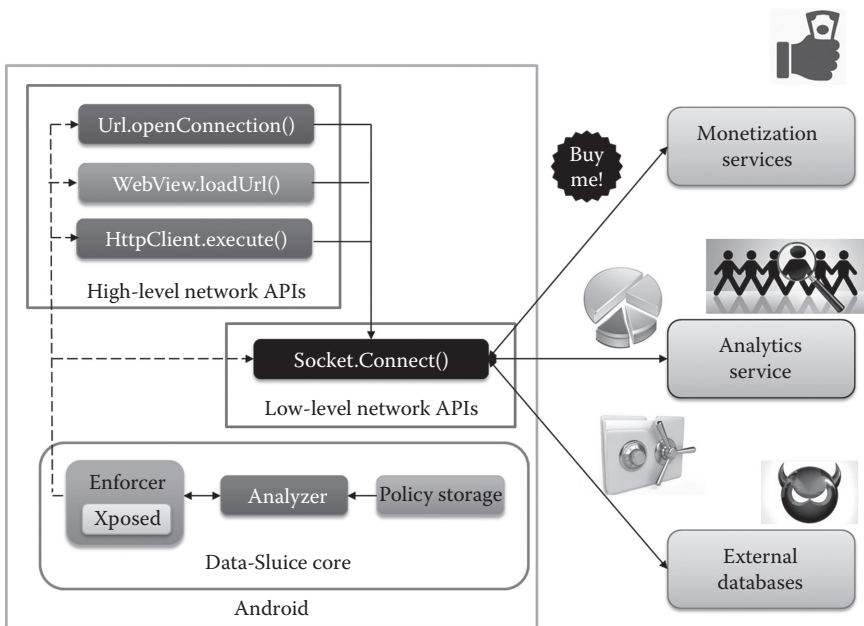 Url.openConnection()
WebView.loadUrl()
HttpClient.execute()
High-level network APIs
Socket.Connect()
Low-level network APIs
Enforcer
Xposed
Analyzer
Policy storage
Data-Sluice core
Android
Buy
me!
Monetization
services
Analytics
service
External
databases